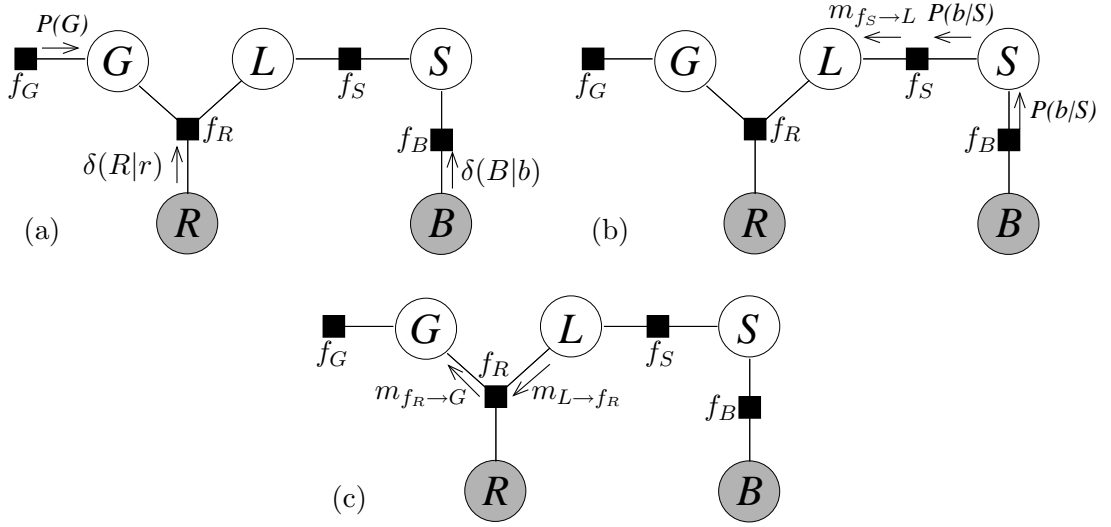 P(G)
G
L
S
f_G
f_S
f_R
f_B
δ(R|r)
δ(B|b)
R
B
(a)
m_{f_S→L} P(b|S)
G
L
S
f_G
f_S
P(b|S)
f_R
f_B
R
B
(b)
G
L
S
f_G
f_R
f_S
m_{f_R→G}
m_{L→f_R}
f_B
R
B
(c)